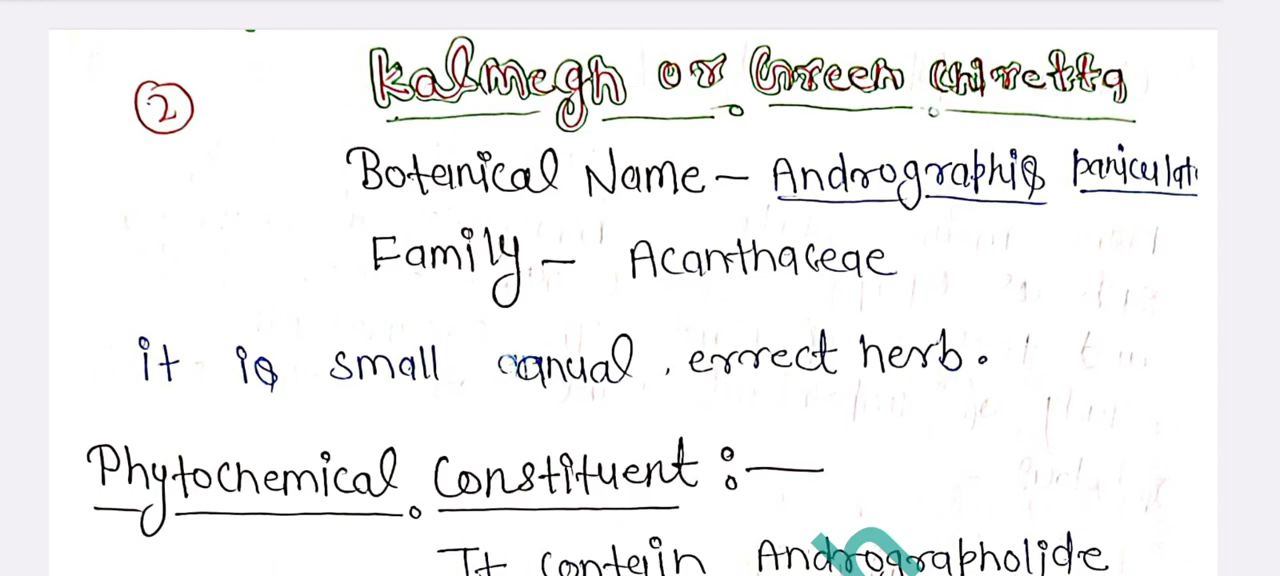 2
Kalmegh or Green Chiretta
Botanical Name - Andrographis paniculat
Family - Acanthaceae
it is small annual, errect herb.
Phytochemical Constituent :-
It contain Andrographolide